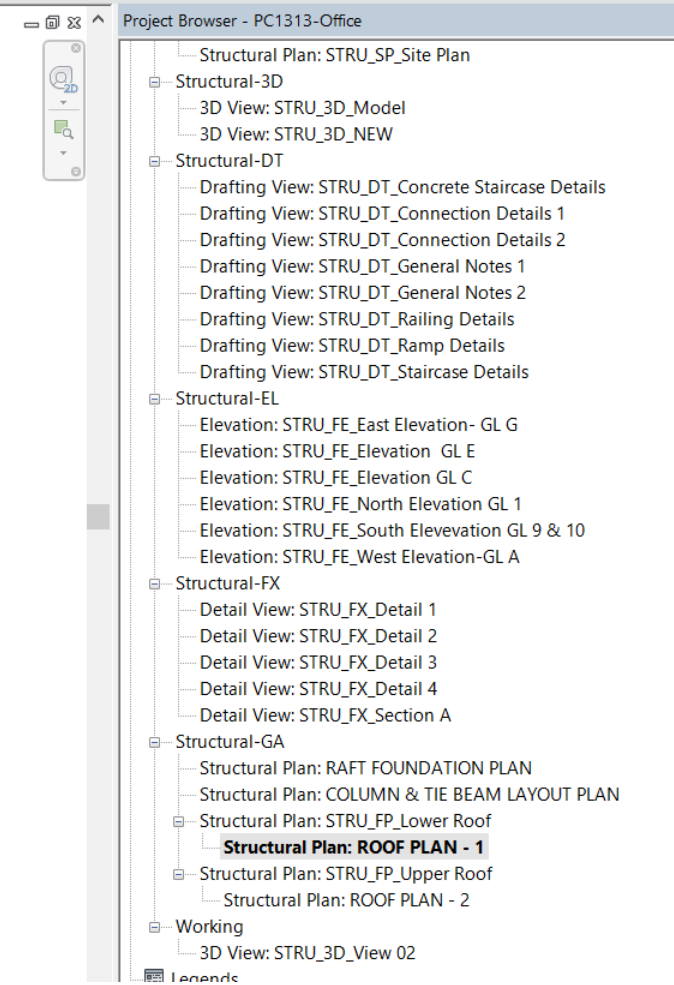 Project Browser - PC1313-Office
2D
Structural Plan: STRU_SP_Site Plan
Structural-3D
3D View: STRU_3D_Model
3D View: STRU_3D_NEW
Structural-DT
Drafting View: STRU_DT_Concrete Staircase Details
Drafting View: STRU_DT_Connection Details 1
Drafting View: STRU_DT_Connection Details 2
Drafting View: STRU_DT_General Notes 1
Drafting View: STRU_DT_General Notes 2
Drafting View: STRU_DT_Railing Details
Drafting View: STRU_DT_Ramp Details
Drafting View: STRU_DT_Staircase Details
Structural-EL
Elevation: STRU_FE_East Elevation- GL G
Elevation: STRU_FE_Elevation  GL E
Elevation: STRU_FE_Elevation GL C
Elevation: STRU_FE_North Elevation GL 1
Elevation: STRU_FE_South Elevevation GL 9 & 10
Elevation: STRU_FE_West Elevation-GL A
Structural-FX
Detail View: STRU_FX_Detail 1
Detail View: STRU_FX_Detail 2
Detail View: STRU_FX_Detail 3
Detail View: STRU_FX_Detail 4
Detail View: STRU_FX_Section A
Structural-GA
Structural Plan: RAFT FOUNDATION PLAN
Structural Plan: COLUMN & TIE BEAM LAYOUT PLAN
Structural Plan: STRU_FP_Lower Roof
Structural Plan: ROOF PLAN - 1
Structural Plan: STRU_FP_Upper Roof
Structural Plan: ROOF PLAN - 2
Working
3D View: STRU_3D_View 02
Legends